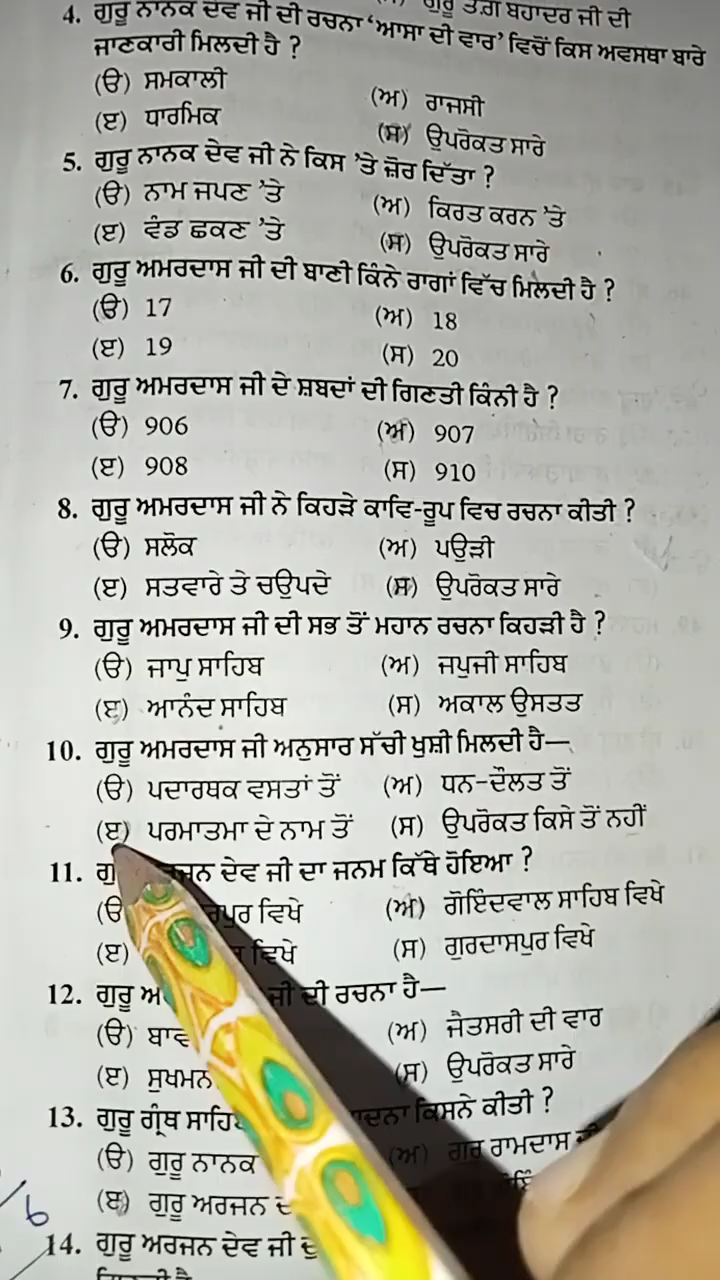 ਗੁਰੂ ਤੇਗ਼ ਬਹਾਦਰ ਜੀ ਦੀ
4. ਗੁਰੂ ਨਾਨਕ ਦੇਵ ਜੀ ਦੀ ਰਚਨਾ ‘ਆਸਾ ਦੀ ਵਾਰ’ ਵਿਚੋਂ ਕਿਸ ਅਵਸਥਾ ਬਾਰੇ
ਜਾਣਕਾਰੀ ਮਿਲਦੀ ਹੈ ?
(ੳ) ਸਮਕਾਲੀ (ਅ) ਰਾਜਸੀ
(ੲ) ਧਾਰਮਿਕ (ਸ) ਉਪਰੋਕਤ ਸਾਰੇ
5. ਗੁਰੂ ਨਾਨਕ ਦੇਵ ਜੀ ਨੇ ਕਿਸ ’ਤੇ ਜ਼ੋਰ ਦਿੱਤਾ ?
(ੳ) ਨਾਮ ਜਪਣ ’ਤੇ (ਅ) ਕਿਰਤ ਕਰਨ ’ਤੇ
(ੲ) ਵੰਡ ਛਕਣ ’ਤੇ (ਸ) ਉਪਰੋਕਤ ਸਾਰੇ
6. ਗੁਰੂ ਅਮਰਦਾਸ ਜੀ ਦੀ ਬਾਣੀ ਕਿੰਨੇ ਰਾਗਾਂ ਵਿੱਚ ਮਿਲਦੀ ਹੈ ?
(ੳ) 17 (ਅ) 18
(ੲ) 19 (ਸ) 20
7. ਗੁਰੂ ਅਮਰਦਾਸ ਜੀ ਦੇ ਸ਼ਬਦਾਂ ਦੀ ਗਿਣਤੀ ਕਿੰਨੀ ਹੈ ?
(ੳ) 906 (ਅ) 907
(ੲ) 908 (ਸ) 910
8. ਗੁਰੂ ਅਮਰਦਾਸ ਜੀ ਨੇ ਕਿਹੜੇ ਕਾਵਿ-ਰੂਪ ਵਿਚ ਰਚਨਾ ਕੀਤੀ ?
(ੳ) ਸਲੋਕ (ਅ) ਪਉੜੀ
(ੲ) ਸਤਵਾਰੇ ਤੇ ਚਉਪਦੇ (ਸ) ਉਪਰੋਕਤ ਸਾਰੇ
9. ਗੁਰੂ ਅਮਰਦਾਸ ਜੀ ਦੀ ਸਭ ਤੋਂ ਮਹਾਨ ਰਚਨਾ ਕਿਹੜੀ ਹੈ ?
(ੳ) ਜਾਪੁ ਸਾਹਿਬ (ਅ) ਜਪੁਜੀ ਸਾਹਿਬ
(ੲ) ਆਨੰਦ ਸਾਹਿਬ (ਸ) ਅਕਾਲ ਉਸਤਤ
10. ਗੁਰੂ ਅਮਰਦਾਸ ਜੀ ਅਨੁਸਾਰ ਸੱਚੀ ਖੁਸ਼ੀ ਮਿਲਦੀ ਹੈ—
(ੳ) ਪਦਾਰਥਕ ਵਸਤਾਂ ਤੋਂ (ਅ) ਧਨ-ਦੌਲਤ ਤੋਂ
(ੲ) ਪਰਮਾਤਮਾ ਦੇ ਨਾਮ ਤੋਂ (ਸ) ਉਪਰੋਕਤ ਕਿਸੇ ਤੋਂ ਨਹੀਂ
11. ਦੇਵ ਜੀ ਦਾ ਜਨਮ ਕਿੱਥੇ ਹੋਇਆ ?
ਵਿਖੇ (ਅ) ਗੋਇੰਦਵਾਲ ਸਾਹਿਬ ਵਿਖੇ
(ੲ) ਵਿਖੇ (ਸ) ਗੁਰਦਾਸਪੁਰ ਵਿਖੇ
12. ਗੁਰੂ ਜੀ ਦੀ ਰਚਨਾ ਹੈ—
(ੳ) (ਅ) ਜੈਤਸਰੀ ਦੀ ਵਾਰ
(ੲ) (ਸ) ਉਪਰੋਕਤ ਸਾਰੇ
13. ਗੁਰੂ ਗ੍ਰੰਥ ਕਿਸਨੇ ਕੀਤੀ ?
(ੳ) ਗੁਰੂ ਨਾਨਕ (ਅ) ਗੁਰੂ ਰਾਮਦਾਸ
(ੲ) ਗੁਰੂ ਅਰਜਨ
14. ਗੁਰੂ ਅਰਜਨ ਦੇਵ ਜੀ